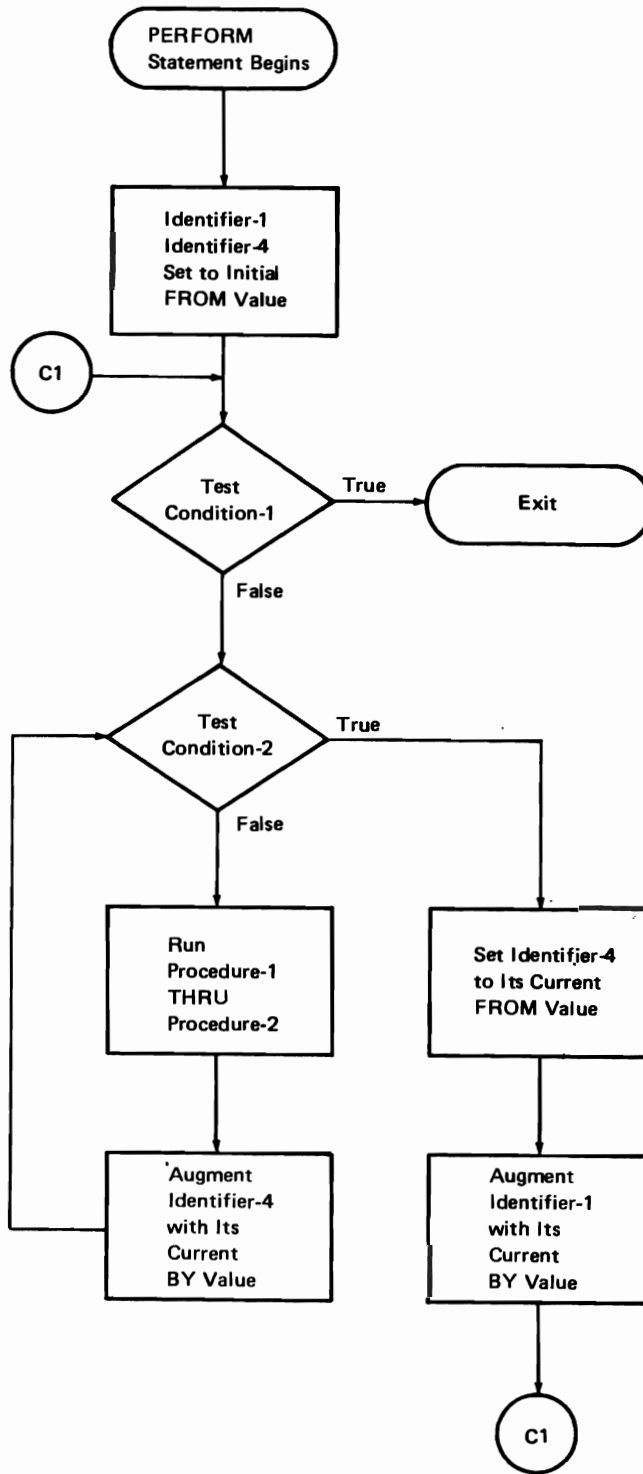 PERFORM
Statement Begins
Identifier-1
Identifier-4
Set to Initial
FROM Value
C1
Test
Condition-1
True
Exit
False
Test
Condition-2
True
False
Run
Procedure-1
THRU
Procedure-2
Set Identifier-4
to Its Current
FROM Value
Augment
Identifier-4
with Its
Current
BY Value
Augment
Identifier-1
with Its
Current
BY Value
C1